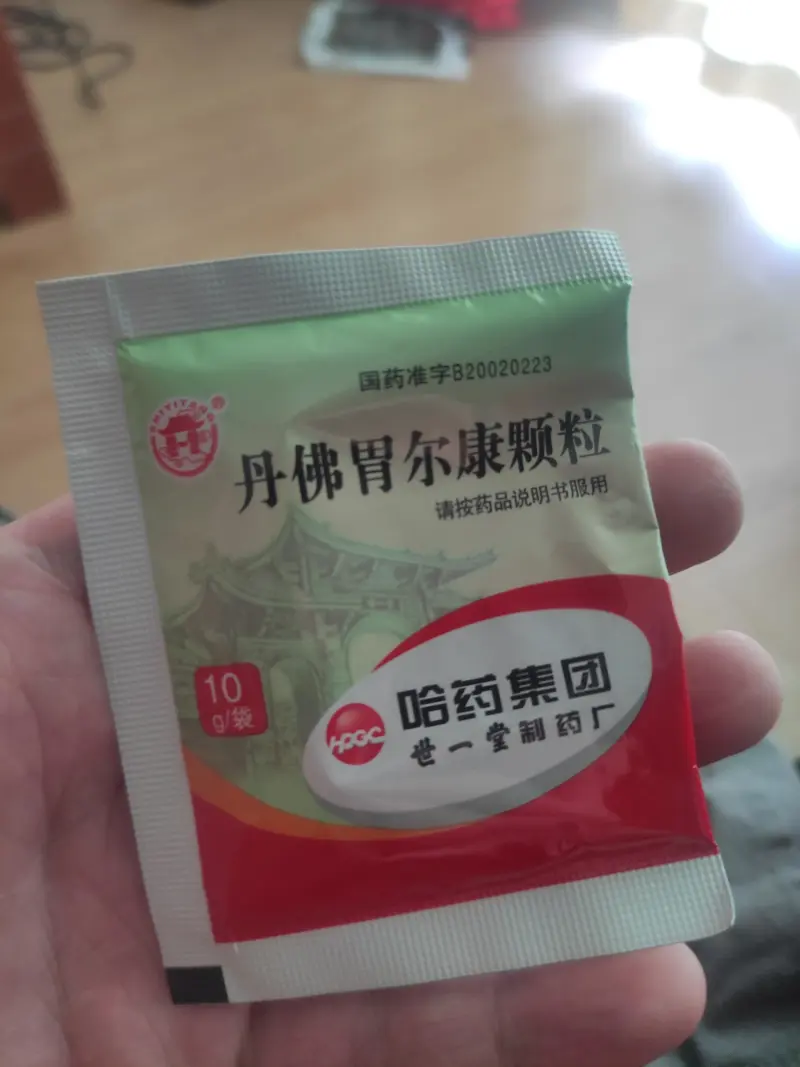 国药准字B20020223
SHIYITANG
®
丹佛胃尔康颗粒
请按药品说明书服用
10
g/袋
HPGC
哈药集团
世一堂制药厂